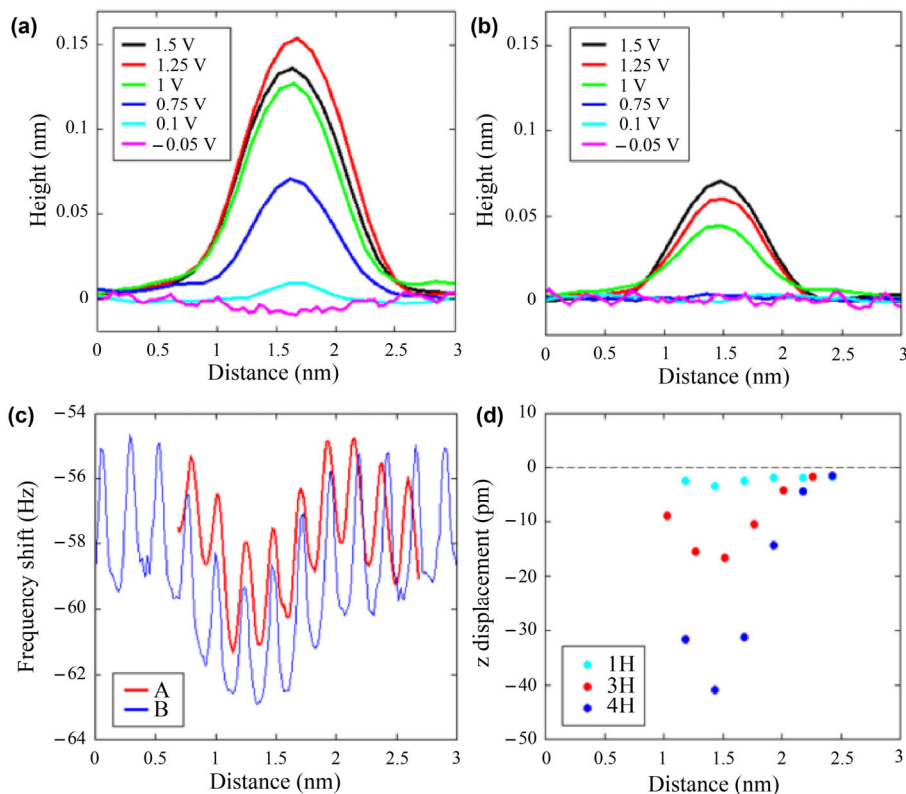 (a)
0.15
0.1
0.05
0
Height (nm)
1.5 V
1.25 V
1 V
0.75 V
0.1 V
−0.05 V
0 0.5 1 1.5 2 2.5 3
Distance (nm)
(b)
0.15
0.1
0.05
0
Height (nm)
1.5 V
1.25 V
1 V
0.75 V
0.1 V
−0.05 V
0 0.5 1 1.5 2 2.5 3
Distance (nm)
(c)
−54
−56
−58
−60
−62
−64
Frequency shift (Hz)
A
B
0 0.5 1 1.5 2 2.5 3
Distance (nm)
(d)
10
0
−10
−20
−30
−40
−50
z displacement (pm)
1H
3H
4H
0 0.5 1 1.5 2 2.5 3
Distance (nm)